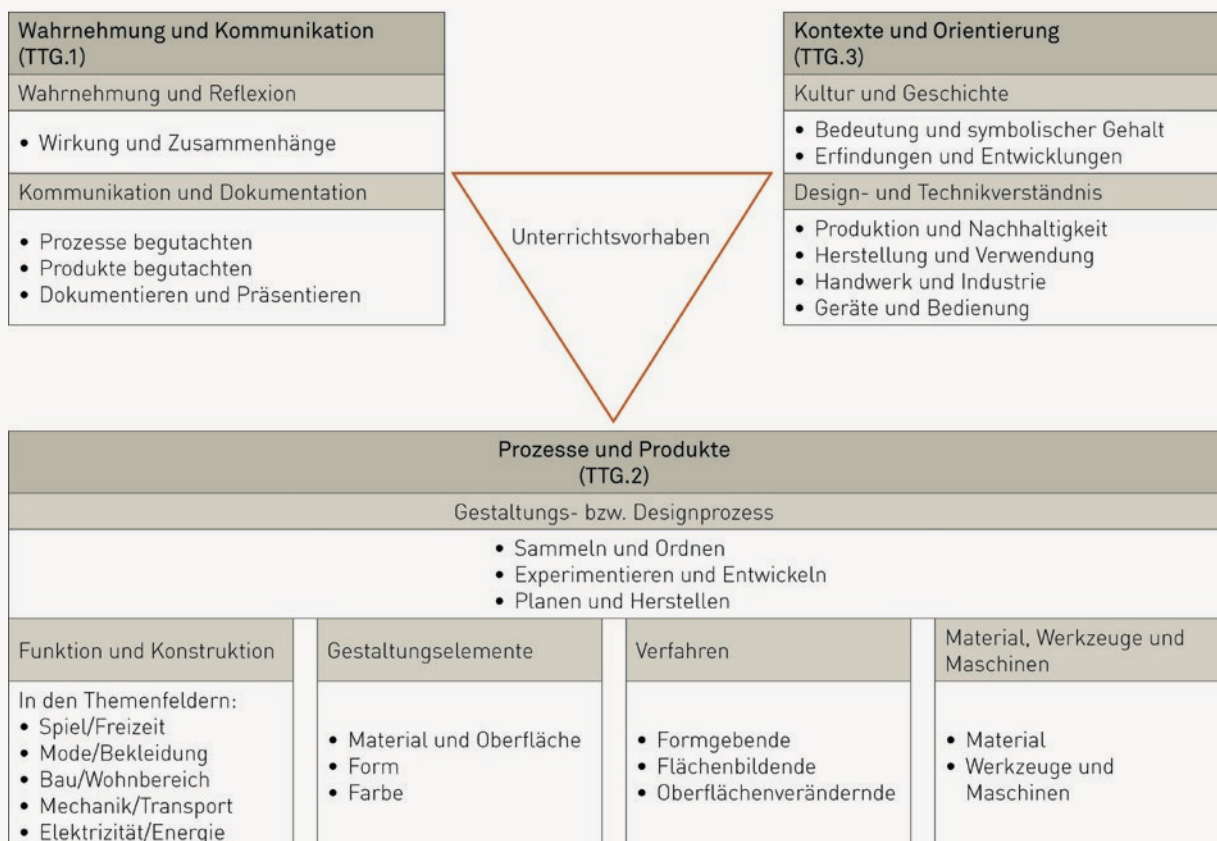 Wahrnehmung und Kommunikation
(TTG.1)
Wahrnehmung und Reflexion
• Wirkung und Zusammenhänge
Kommunikation und Dokumentation
• Prozesse begutachten
• Produkte begutachten
• Dokumentieren und Präsentieren
Unterrichtsvorhaben
Kontexte und Orientierung
(TTG.3)
Kultur und Geschichte
• Bedeutung und symbolischer Gehalt
• Erfindungen und Entwicklungen
Design- und Technikverständnis
• Produktion und Nachhaltigkeit
• Herstellung und Verwendung
• Handwerk und Industrie
• Geräte und Bedienung
Prozesse und Produkte
(TTG.2)
Gestaltungs- bzw. Designprozess
• Sammeln und Ordnen
• Experimentieren und Entwickeln
• Planen und Herstellen
Funktion und Konstruktion
In den Themenfeldern:
• Spiel/Freizeit
• Mode/Bekleidung
• Bau/Wohnbereich
• Mechanik/Transport
• Elektrizität/Energie
Gestaltungselemente
• Material und Oberfläche
• Form
• Farbe
Verfahren
• Formgebende
• Flächenbildende
• Oberflächenverändernde
Material, Werkzeuge und
Maschinen
• Material
• Werkzeuge und
Maschinen